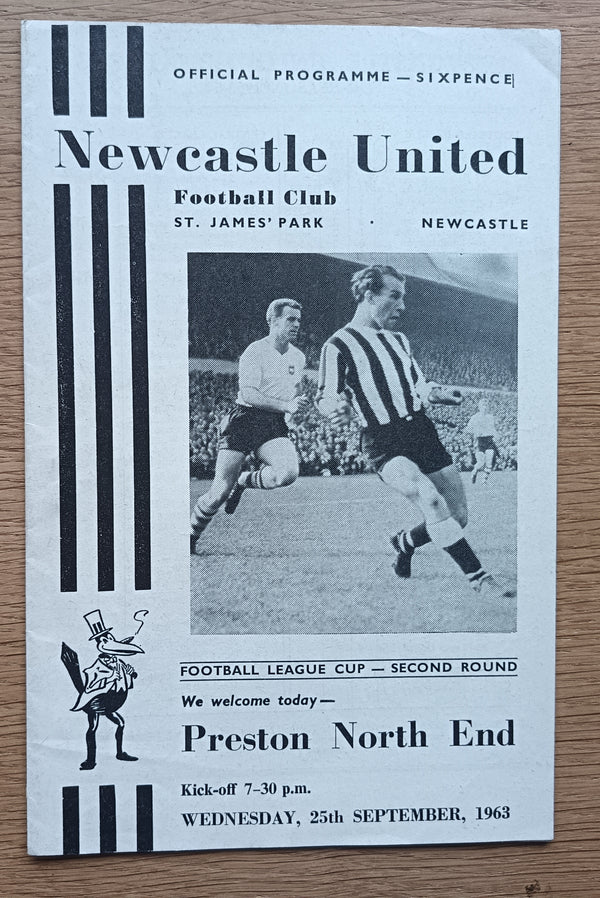 OFFICIAL PROGRAMME — SIXPENCE
Newcastle United
Football Club
ST. JAMES' PARK · NEWCASTLE
FOOTBALL LEAGUE CUP — SECOND ROUND
We welcome today—
Preston North End
Kick-off 7-30 p.m.
WEDNESDAY, 25th SEPTEMBER, 1963